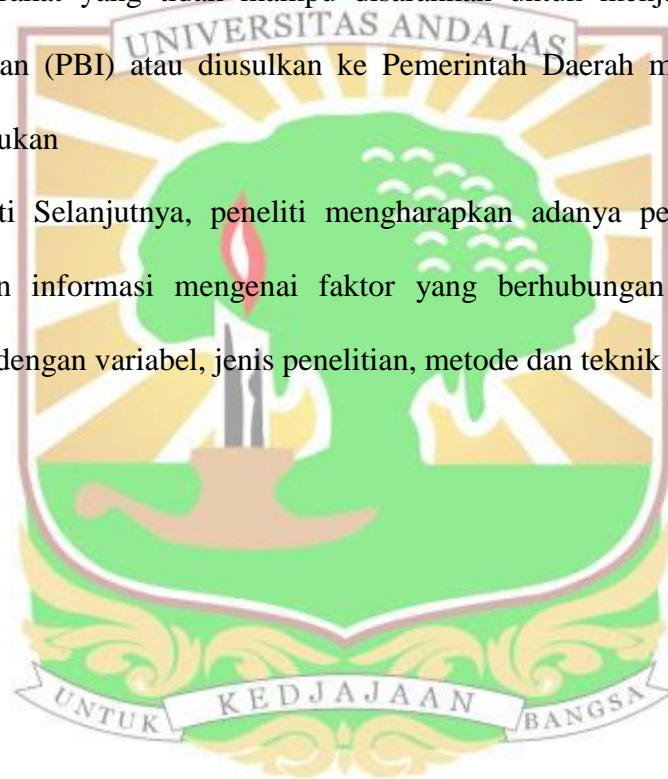 rakat yang tidak mampu disarankan untuk menj
UNIVERSITAS ANDALAS
an (PBI) atau diusulkan ke Pemerintah Daerah m
ukan
ti Selanjutnya, peneliti mengharapkan adanya pe
n informasi mengenai faktor yang berhubungan
dengan variabel, jenis penelitian, metode dan teknik
UNTUK KEDJAJAAN BANGSA